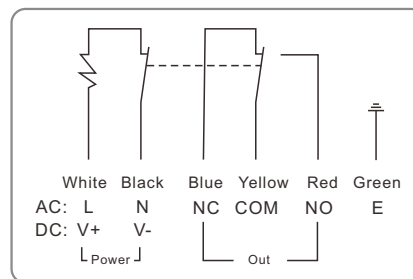 White Black Blue Yellow Red Green
AC: L N NC COM NO E
DC: V+ V-
Power Out